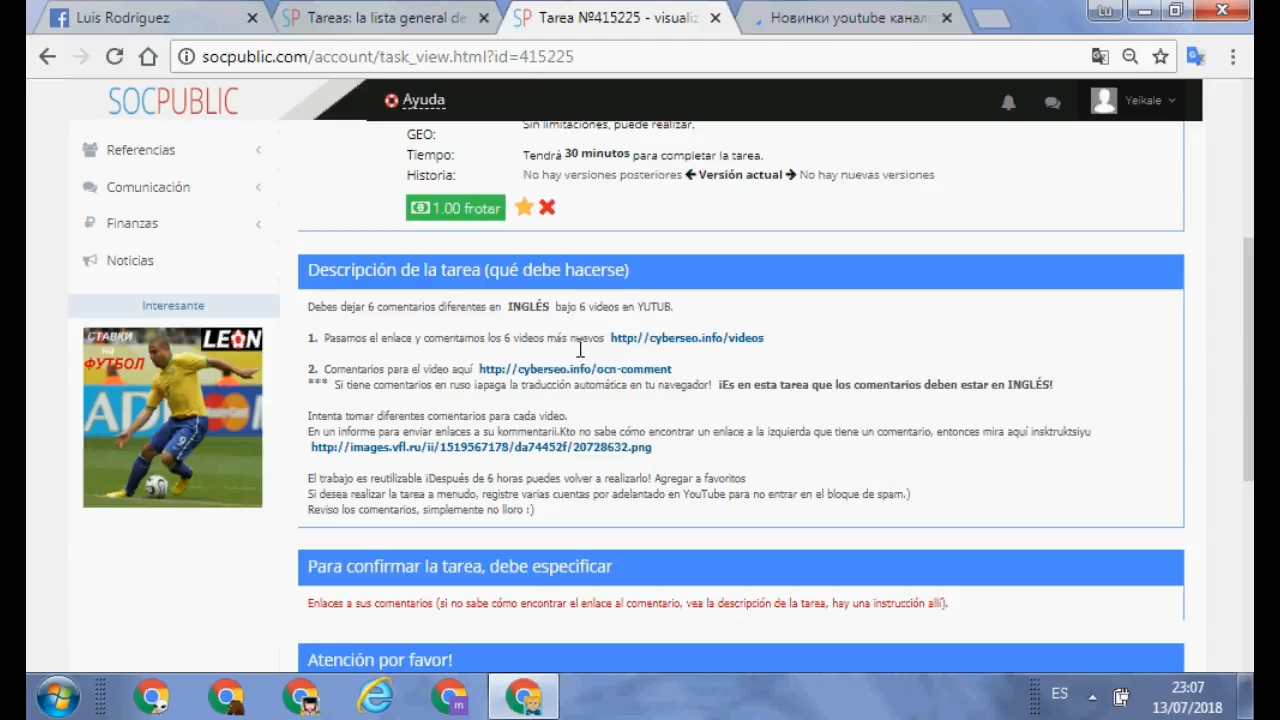 Luis Rodríguez
Tareas: la lista general de
Tarea №415225 - visualiz
Новинки youtube канал
Lu
socpublic.com/account/task_view.html?id=415225
SOCPUBLIC
Ayuda
Yeikale
Referencias
Comunicación
Finanzas
Noticias
Interesante
СТАВКИ
на
ФУТБОЛ
LEON
Sin limitaciones, puede realizar.
GEO:
Tiempo: Tendrá 30 minutos para completar la tarea.
Historia: No hay versiones posteriores Versión actual No hay nuevas versiones
1.00 frotar
Descripción de la tarea (qué debe hacerse)
Debes dejar 6 comentarios diferentes en INGLÉS bajo 6 videos en YUTUB.
1. Pasamos el enlace y comentamos los 6 videos más nuevos http://cyberseo.info/videos
2. Comentarios para el video aquí http://cyberseo.info/ocn-comment
*** Si tiene comentarios en ruso ¡apaga la traducción automática en tu navegador! ¡Es en esta tarea que los comentarios deben estar en INGLÉS!
Intenta tomar diferentes comentarios para cada video.
En un informe para enviar enlaces a su kommentarii.Kto no sabe cómo encontrar un enlace a la izquierda que tiene un comentario, entonces mira aquí insktruktsiyu
http://images.vfl.ru/ii/1519567178/da74452f/20728632.png
El trabajo es reutilizable ¡Después de 6 horas puedes volver a realizarlo! Agregar a favoritos
Si desea realizar la tarea a menudo, registre varias cuentas por adelantado en YouTube para no entrar en el bloque de spam.)
Reviso los comentarios, simplemente no lloro :)
Para confirmar la tarea, debe especificar
Enlaces a sus comentarios (si no sabe cómo encontrar el enlace al comentario, vea la descripción de la tarea, hay una instrucción allí).
Atención por favor!
m
ES
23:07
13/07/2018